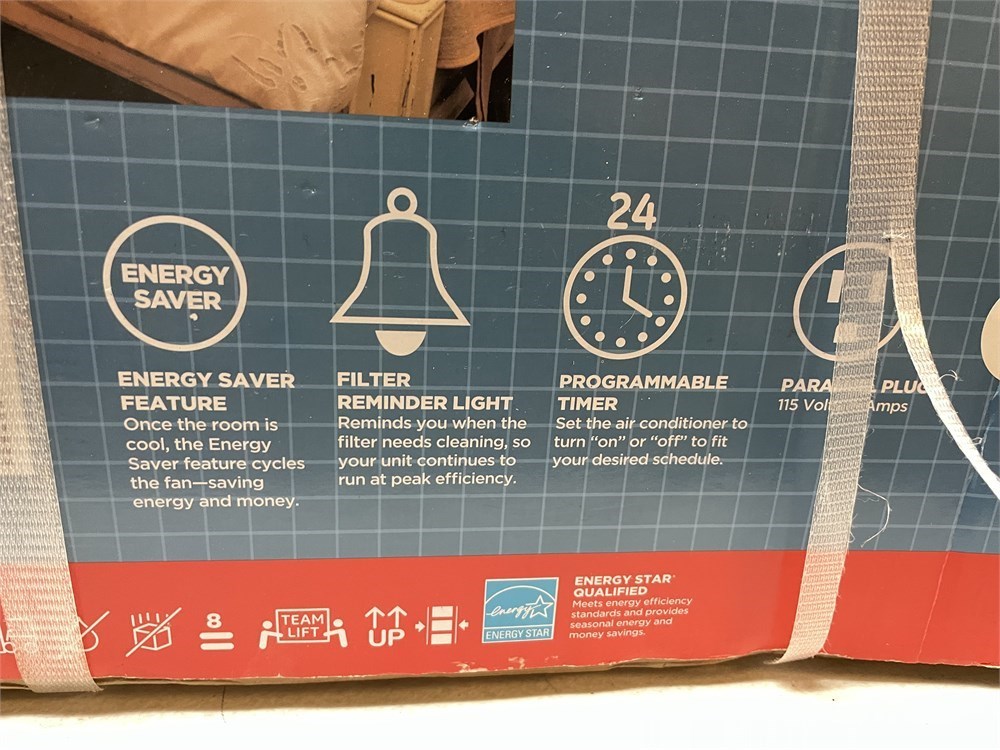 ENERGY
SAVER
ENERGY SAVER
FEATURE
Once the room is
cool, the Energy
Saver feature cycles
the fan—saving
energy and money.
FILTER
REMINDER LIGHT
Reminds you when the
filter needs cleaning, so
your unit continues to
run at peak efficiency.
24
PROGRAMMABLE
TIMER
Set the air conditioner to
turn “on” or “off” to fit
your desired schedule.
115
Amps
8
TEAM
LIFT
UP
energy
ENERGY STAR
ENERGY STAR®
QUALIFIED
Meets energy efficiency
standards and provides
seasonal energy and
money savings.